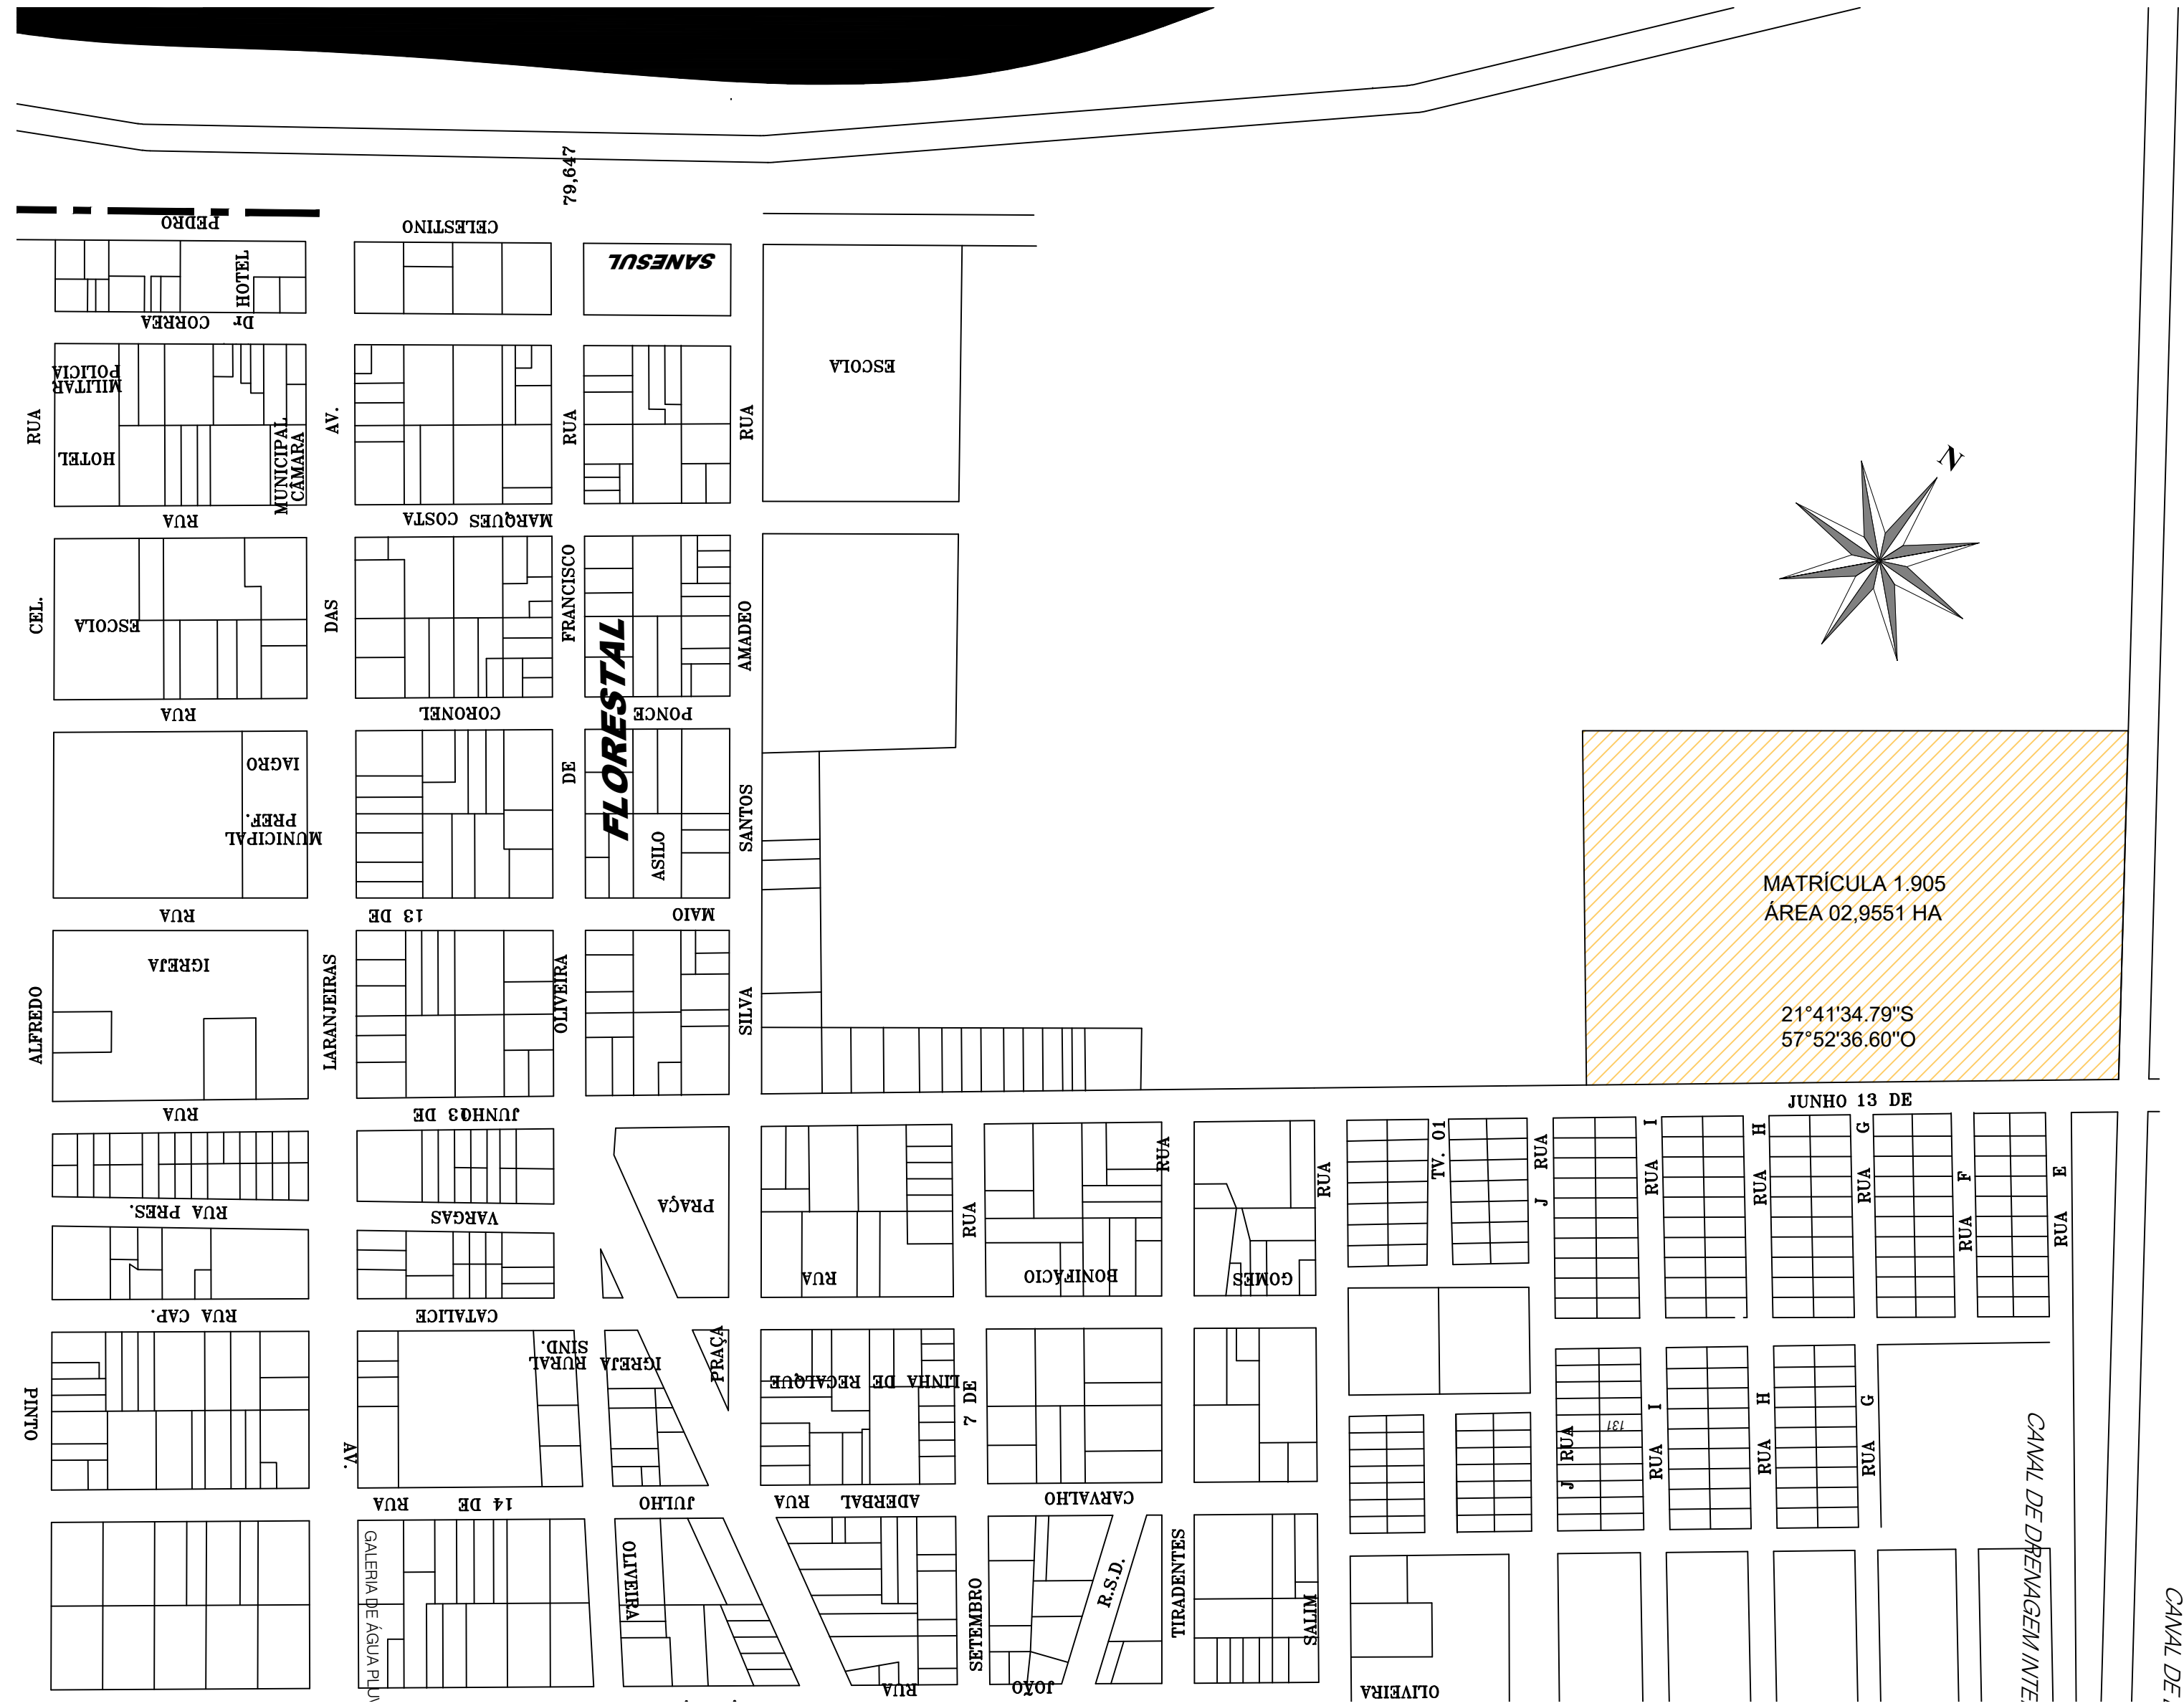 79,647
PEDRO
CELESTINO
SANESUL
HOTEL
Dr CORREA
ESCOLA
POLICIA
MILITAR
HOTEL
MUNICIPAL
CÂMARA
RUA
AV.
RUA
RUA
N
RUA
COSTA MARQUES
CEL.
ESCOLA
DAS
FRANCISCO
FLORESTAL
AMADEO
RUA
CORONEL
PONCE
IAGRO
PREF.
MUNICIPAL
DE
ASILO
SANTOS
MATRÍCULA 1.905
ÁREA 02,9551 HA
21°41'34.79"S
57°52'36.60"O
RUA
13 DE
MAIO
IGREJA
ALFREDO
LARANJEIRAS
OLIVEIRA
SILVA
RUA
13 DE JUNHO
JUNHO 13 DE
PRAÇA
RUA
RUA
RUA
TV. 01
RUA J
RUA I
RUA H
RUA G
RUA F
RUA E
RUA PRES.
VARGAS
RUA
BONIFÁCIO
GOMES
RUA CAP.
CATALICE
SIND.
RURAL
IGREJA
PRAÇA
LINHA DE RECALQUE
7 DE
PINTO
AV.
RUA J
131
RUA I
RUA H
RUA G
CANAL DE DRENAGEM INTE
CANAL DE
RUA
14 DE
JULHO
RUA
ADERBAL
CARVALHO
GALERIA DE ÁGUA PLUV
OLIVEIRA
SETEMBRO
R.S.D.
TIRADENTES
SALIM
RUA
JOÃO
OLIVEIRA